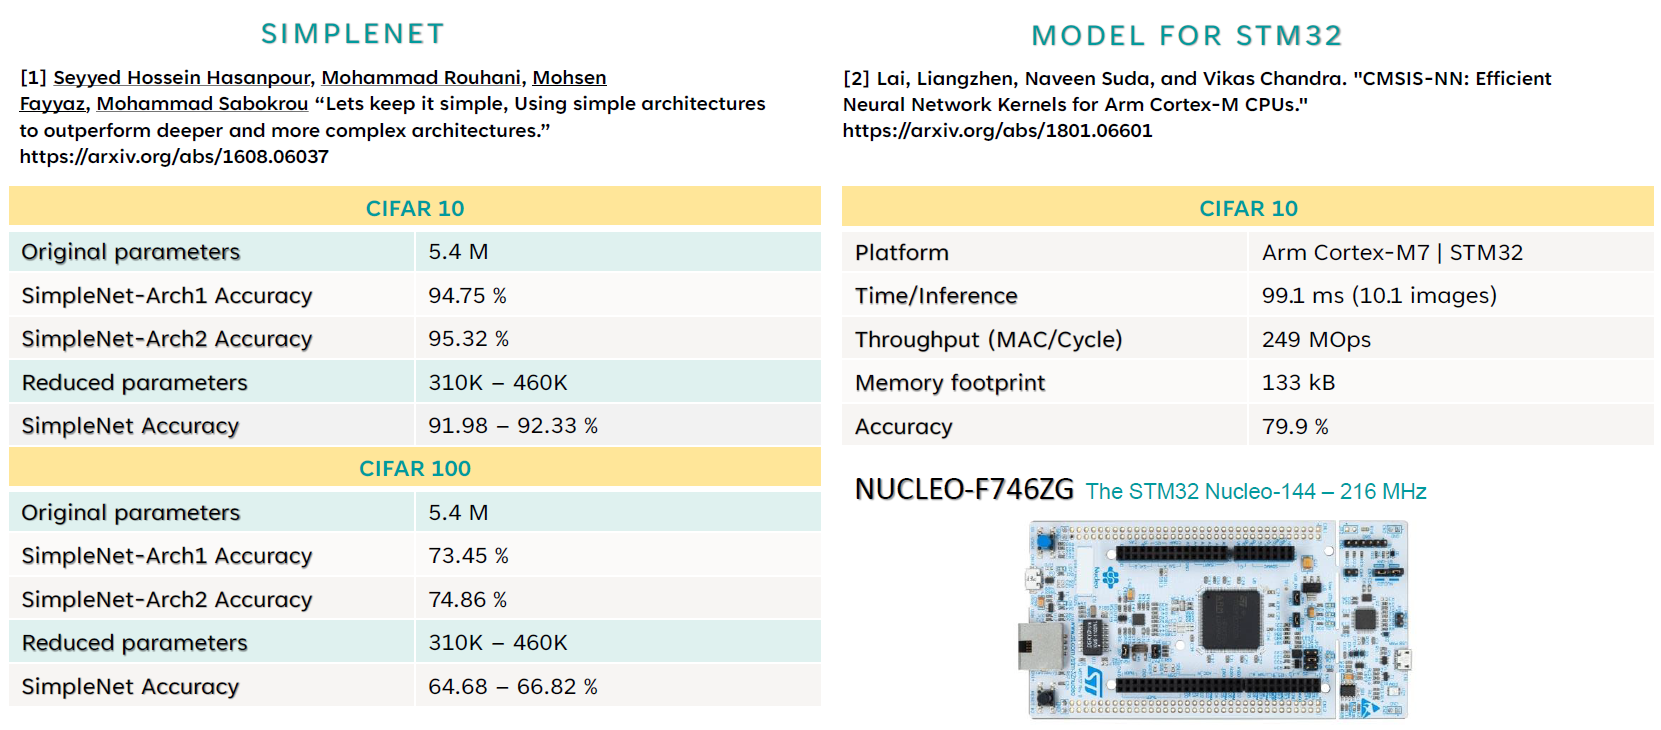 SIMPLENET
[1] Seyyed Hossein Hasanpour, Mohammad Rouhani, Mohsen
Fayyaz, Mohammad Sabokrou “Lets keep it simple, Using simple architectures
to outperform deeper and more complex architectures.”
https://arxiv.org/abs/1608.06037
CIFAR 10
Original parameters 5.4 M
SimpleNet-Arch1 Accuracy 94.75 %
SimpleNet-Arch2 Accuracy 95.32 %
Reduced parameters 310K – 460K
SimpleNet Accuracy 91.98 – 92.33 %
CIFAR 100
Original parameters 5.4 M
SimpleNet-Arch1 Accuracy 73.45 %
SimpleNet-Arch2 Accuracy 74.86 %
Reduced parameters 310K – 460K
SimpleNet Accuracy 64.68 – 66.82 %
MODEL FOR STM32
[2] Lai, Liangzhen, Naveen Suda, and Vikas Chandra. "CMSIS-NN: Efficient
Neural Network Kernels for Arm Cortex-M CPUs."
https://arxiv.org/abs/1801.06601
CIFAR 10
Platform Arm Cortex-M7 | STM32
Time/Inference 99.1 ms (10.1 images)
Throughput (MAC/Cycle) 249 MOps
Memory footprint 133 kB
Accuracy 79.9 %
NUCLEO-F746ZG The STM32 Nucleo-144 – 216 MHz
Nucleo
ARM
ST